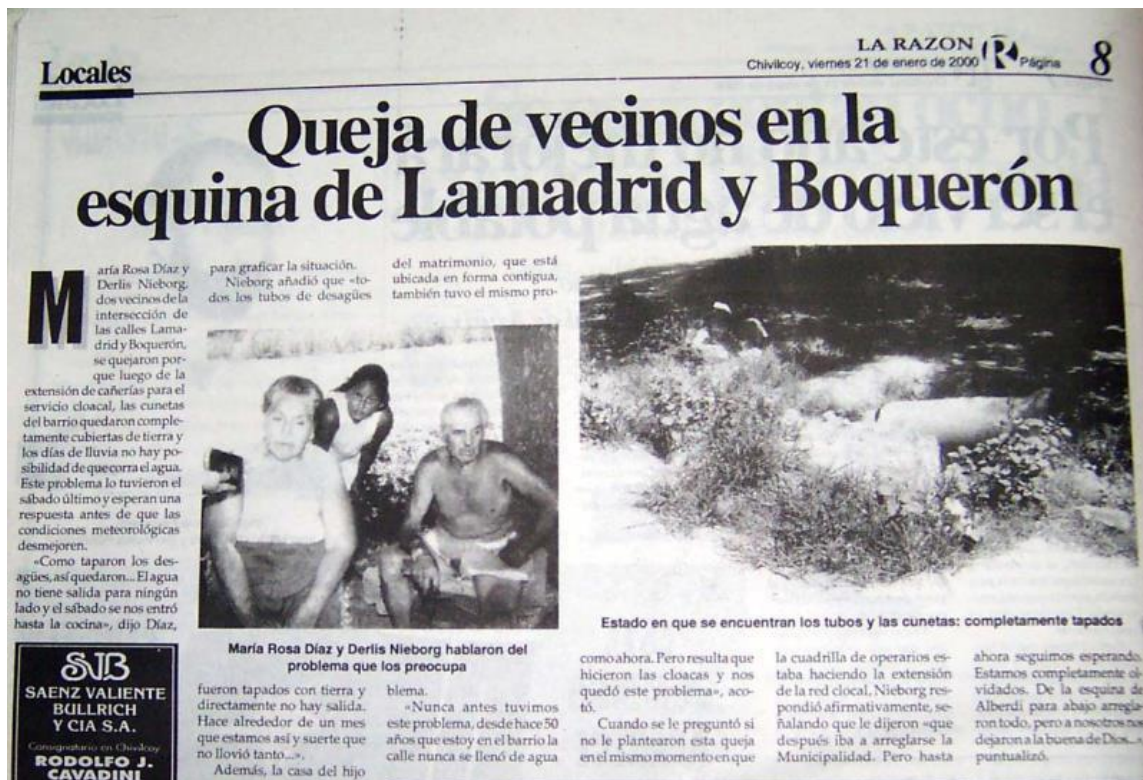 Locales
LA RAZON
Chivilcoy, viernes 21 de enero de 2000
Página
8
Queja de vecinos en la
esquina de Lamadrid y Boquerón
María Rosa Díaz y
Derlis Nieborg,
dos vecinos de la
intersección de
las calles Lama-
drid y Boquerón,
se quejaron por-
que luego de la
extensión de cañerías para el
servicio cloacal, las cunetas
del barrio quedaron comple-
tamente cubiertas de tierra y
los días de lluvia no hay po-
sibilidad de que corra el agua.
Este problema lo tuvieron el
sábado último y esperan una
respuesta antes de que las
condiciones meteorológicas
desmejoren.
«Como taparon los des-
agües, así quedaron... El agua
no tiene salida para ningún
lado y el sábado se nos entró
hasta la cocina», dijo Díaz,
para graficar la situación.
Nieborg añadió que «to-
dos los tubos de desagües
María Rosa Díaz y Derlis Nieborg hablaron del
problema que los preocupa
fueron tapados con tierra y
directamente no hay salida.
Hace alrededor de un mes
que estamos así y suerte que
no llovió tanto...».
Además, la casa del hijo
del matrimonio, que está
ubicada en forma contigua,
también tuvo el mismo pro-
blema.
«Nunca antes tuvimos
este problema, desde hace 50
años que estoy en el barrio la
calle nunca se llenó de agua
Estado en que se encuentran los tubos y las cunetas: completamente tapados
como ahora. Pero resulta que
hicieron las cloacas y nos
quedó este problema», aco-
tó.
Cuando se le preguntó si
no le plantearon esta queja
en el mismo momento en que
la cuadrilla de operarios es-
taba haciendo la extensión
de la red clocal, Nieborg res-
pondió afirmativamente, se-
ñalando que le dijeron «que
después iba a arreglarse la
Municipalidad. Pero hasta
ahora seguimos esperando.
Estamos completamente ol-
vidados. De la esquina de
Alberdi para abajo arregla-
ron todo, pero a nosotros nos
dejaron a la buena de Dios...»
puntualizó.
SJB
SAENZ VALIENTE
BULLRICH
Y CIA S.A.
Consignatario en Chivilcoy
RODOLFO J.
CAVADINI